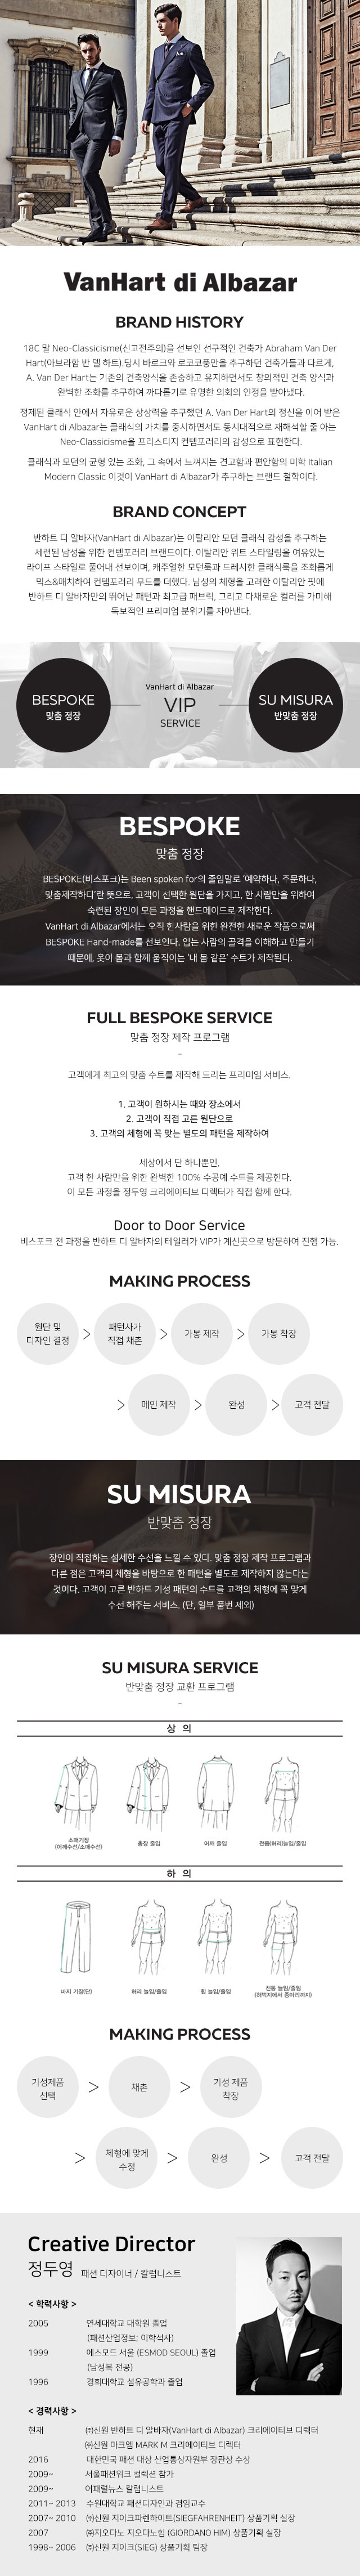 VanHart di Albazar
BRAND HISTORY
18C 말 Neo-Classicisme(신고전주의)을 선보인 선구적인 건축가 Abraham Van Der
Hart(아브라함 반 델 하트).당시 바로크와 로코코풍만을 추구하던 건축가들과 다르게,
A. Van Der Hart는 기존의 건축양식을 존중하고 유지하면서도 창의적인 건축 양식과
완벽한 조화를 추구하여 까다롭기로 유명한 의회의 인정을 받아냈다.
정제된 클래식 안에서 자유로운 상상력을 추구했던 A. Van Der Hart의 정신을 이어 받은
VanHart di Albazar는 클래식의 가치를 중시하면서도 동시대적으로 재해석할 줄 아는
Neo-Classicisme을 프리스티지 컨템포러리의 감성으로 표현한다.
클래식과 모던의 균형 있는 조화, 그 속에서 느껴지는 견고함과 편안함의 미학 Italian
Modern Classic 이것이 VanHart di Albazar가 추구하는 브랜드 철학이다.
BRAND CONCEPT
반하트 디 알바자(VanHart di Albazar)는 이탈리안 모던 클래식 감성을 추구하는
세련된 남성을 위한 컨템포러리 브랜드이다. 이탈리안 위트 스타일링을 여유있는
라이프 스타일로 풀어내 선보이며, 캐주얼한 모던룩과 드레시한 클래식룩을 조화롭게
믹스&매치하여 컨템포러리 무드를 더했다. 남성의 체형을 고려한 이탈리안 핏에
반하트 디 알바자만의 뛰어난 패턴과 최고급 패브릭, 그리고 다채로운 컬러를 가미해
독보적인 프리미엄 분위기를 자아낸다.
BESPOKE
맞춤 정장
VanHart di Albazar
VIP
SERVICE
SU MISURA
반맞춤 정장
BESPOKE
맞춤 정장
BESPOKE(비스포크)는 Been spoken for의 줄임말로 '예약하다, 주문하다,
맞춤제작하다'란 뜻으로, 고객이 선택한 원단을 가지고, 한 사람만을 위하여
숙련된 장인이 모든 과정을 핸드메이드로 제작한다.
VanHart di Albazar에서는 오직 한사람을 위한 완전한 새로운 작품으로써
BESPOKE Hand-made를 선보인다. 입는 사람의 골격을 이해하고 만들기
때문에, 옷이 몸과 함께 움직이는 '내 몸 같은' 수트가 제작된다.
FULL BESPOKE SERVICE
맞춤 정장 제작 프로그램
-
고객에게 최고의 맞춤 수트를 제작해 드리는 프리미엄 서비스.
1. 고객이 원하시는 때와 장소에서
2. 고객이 직접 고른 원단으로
3. 고객의 체형에 꼭 맞는 별도의 패턴을 제작하여
세상에서 단 하나뿐인,
고객 한 사람만을 위한 완벽한 100% 수공예 수트를 제공한다.
이 모든 과정을 정두영 크리에이티브 디렉터가 직접 함께 한다.
Door to Door Service
비스포크 전 과정을 반하트 디 알바자의 테일러가 VIP가 계신곳으로 방문하여 진행 가능.
MAKING PROCESS
원단 및
디자인 결정
>
패턴사가
직접 채촌
>
가봉 제작
>
가봉 착장
>
메인 제작
>
완성
>
고객 전달
SU MISURA
반맞춤 정장
장인이 직접하는 섬세한 수선을 느낄 수 있다. 맞춤 정장 제작 프로그램과
다른 점은 고객의 체형을 바탕으로 한 패턴을 별도로 제작하지 않는다는
것이다. 고객이 고른 반하트 기성 패턴의 수트를 고객의 체형에 꼭 맞게
수선 해주는 서비스. (단, 일부 품번 제외)
SU MISURA SERVICE
반맞춤 정장 교환 프로그램
-
상 의
소매기장
(어깨수선/소매수선)
총장 줄임
어깨 줄임
전품(허리)늘임/줄임
하 의
바지 기장(단)
허리 늘임/줄임
힙 늘임/줄임
전통 늘임/줄임
(허벅지에서 종아리까지)
MAKING PROCESS
기성제품
선택
>
채촌
>
기성 제품
착장
>
체형에 맞게
수정
>
완성
>
고객 전달
Creative Director
정두영 패션 디자이너 / 칼럼니스트
< 학력사항 >
2005 연세대학교 대학원 졸업
(패션산업정보; 이학석사)
1999 에스모드 서울 (ESMOD SEOUL) 졸업
(남성복 전공)
1996 경희대학교 섬유공학과 졸업
< 경력사항 >
현재 ㈜신원 반하트 디 알바자(VanHart di Albazar) 크리에이티브 디렉터
㈜신원 마크엠 MARK M 크리에이티브 디렉터
2016 대한민국 패션 대상 산업통상자원부 장관상 수상
2009~ 서울패션위크 컬렉션 참가
2009~ 어패럴뉴스 칼럼니스트
2011~ 2013 수원대학교 패션디자인과 겸임교수
2007~ 2010 ㈜신원 지이크파렌하이트(SIEGFAHRENHEIT) 상품기획 실장
2007 ㈜지오다노 지오다노힘 (GIORDANO HIM) 상품기획 실장
1998~ 2006 ㈜신원 지이크(SIEG) 상품기획 팀장